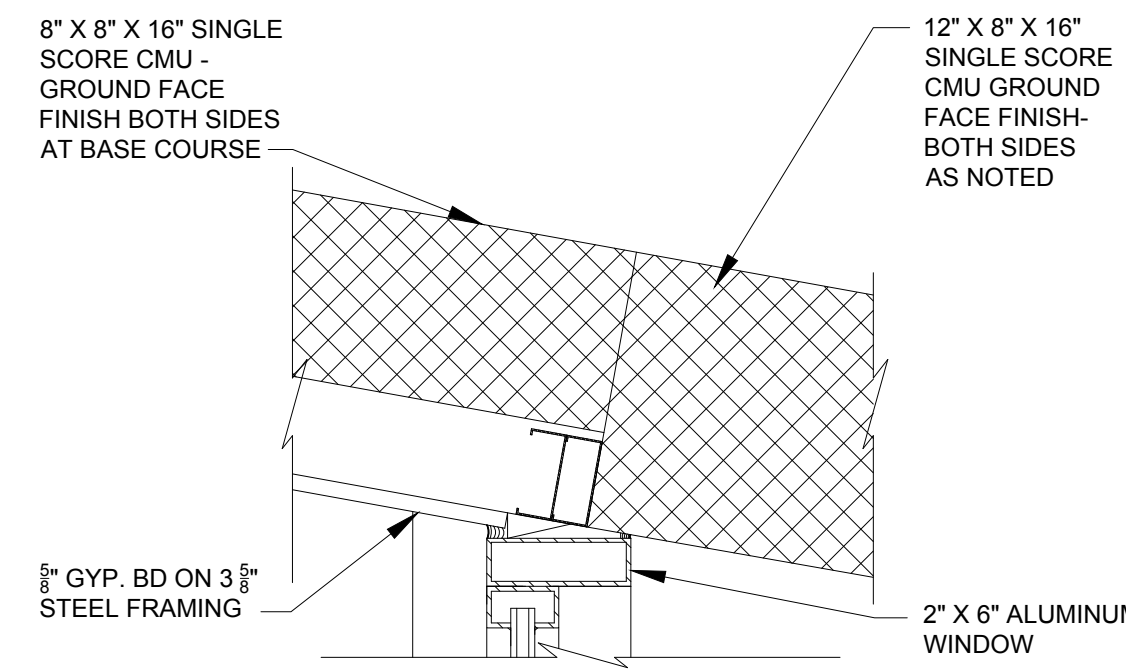 8" X 8" X 16" SINGLE
SCORE CMU -
GROUND FACE
FINISH BOTH SIDES
AT BASE COURSE
12" X 8" X 16"
SINGLE SCORE
CMU GROUND
FACE FINISH-
BOTH SIDES
AS NOTED
5/8" GYP. BD ON 3 5/8"
STEEL FRAMING
2" X 6" ALUMINUM
WINDOW